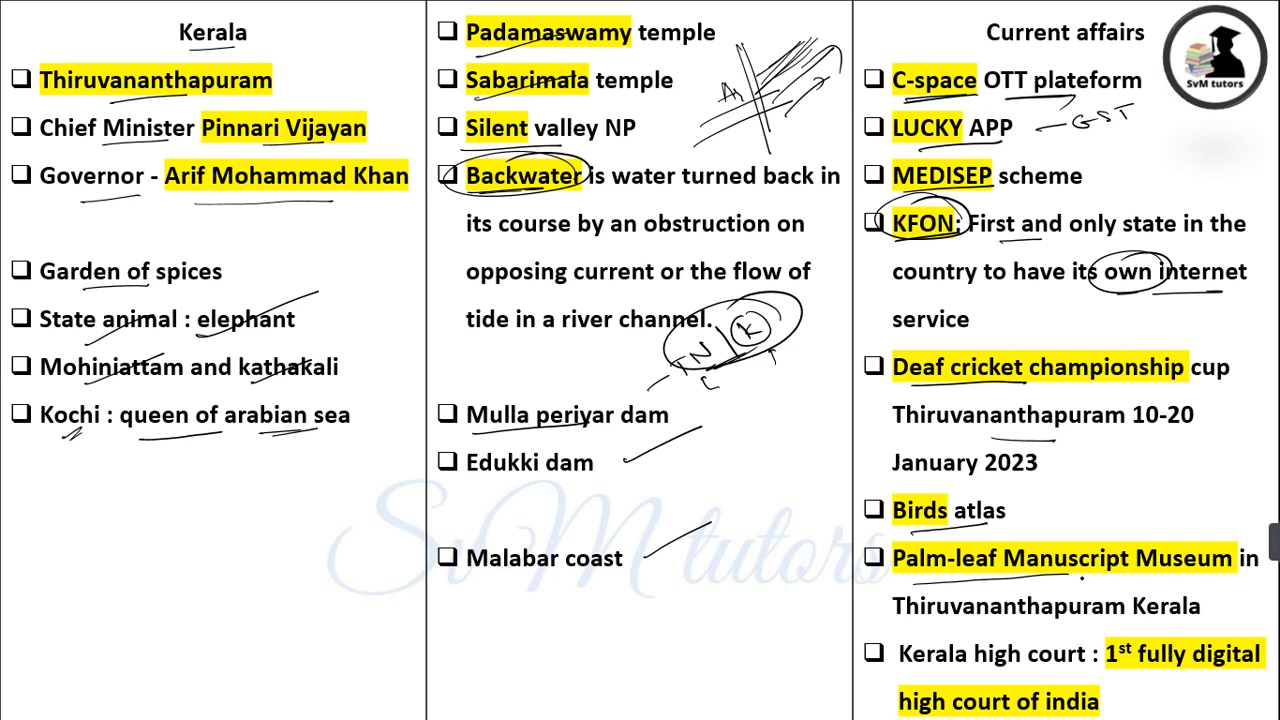 Kerala
Thiruvananthapuram
Chief Minister Pinnari Vijayan
Governor - Arif Mohammad Khan
Garden of spices
State animal : elephant
Mohiniattam and kathakali
Kochi : queen of arabian sea
Padamaswamy temple
Sabarimala temple
Silent valley NP
Backwater is water turned back in
its course by an obstruction on
opposing current or the flow of
tide in a river channel.
TN K
Mulla periyar dam
Edukki dam
Malabar coast
Current affairs
C-space OTT plateform
LUCKY APP
GST
MEDISEP scheme
KFON: First and only state in the
country to have its own internet
service
Deaf cricket championship cup
Thiruvananthapuram 10-20
January 2023
Birds atlas
Palm-leaf Manuscript Museum in
Thiruvananthapuram Kerala
Kerala high court : 1st fully digital
high court of india
SvM tutors
SvM tutors